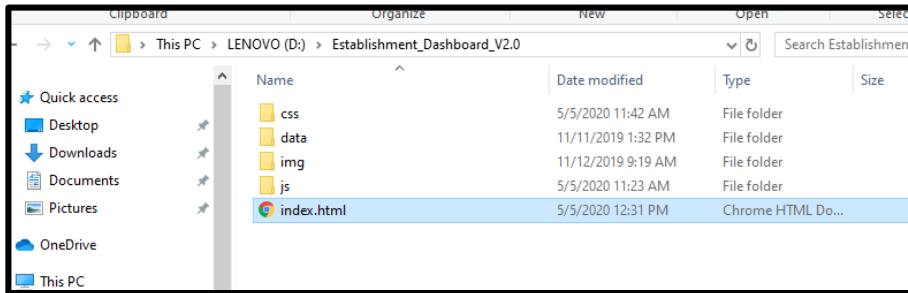 Clipboard Organize New Open Selec
This PC > LENOVO (D:) > Establishment_Dashboard_V2.0 Search Establishmen
Name Date modified Type Size
Quick access
css 5/5/2020 11:42 AM File folder
Desktop
data 11/11/2019 1:32 PM File folder
Downloads
img 11/12/2019 9:19 AM File folder
Documents
js 5/5/2020 11:23 AM File folder
Pictures
index.html 5/5/2020 12:31 PM Chrome HTML Do...
OneDrive
This PC